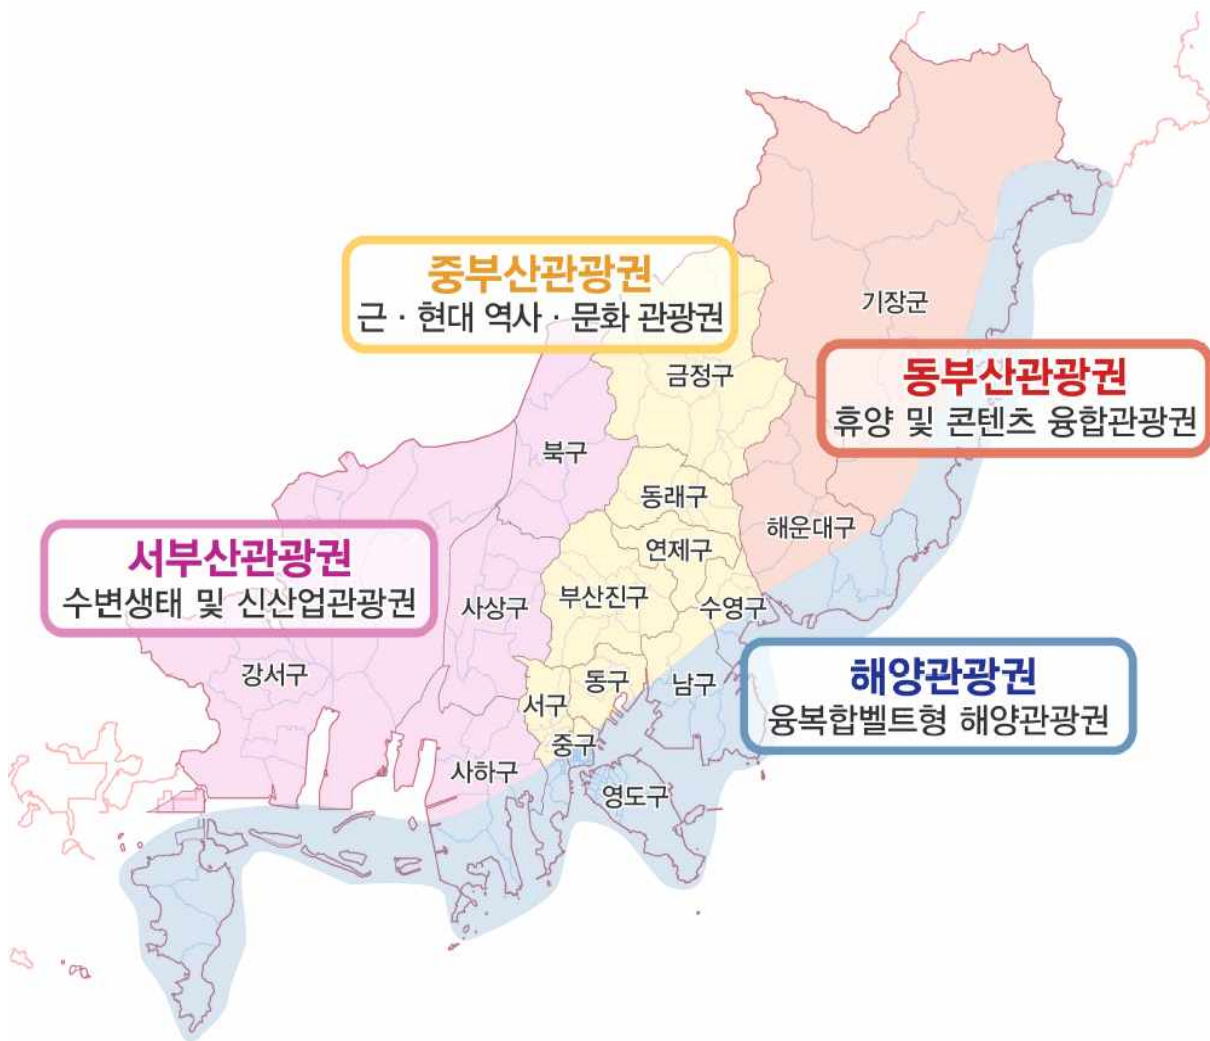 중부산관광권
근 · 현대 역사 · 문화 관광권
기장군
동부산관광권
휴양 및 콘텐츠 융합관광권
금정구
북구
동래구
해운대구
연제구
서부산관광권
수변생태 및 신산업관광권
사상구
부산진구
수영구
강서구
동구
남구
해양관광권
융복합벨트형 해양관광권
서구
중구
사하구
영도구